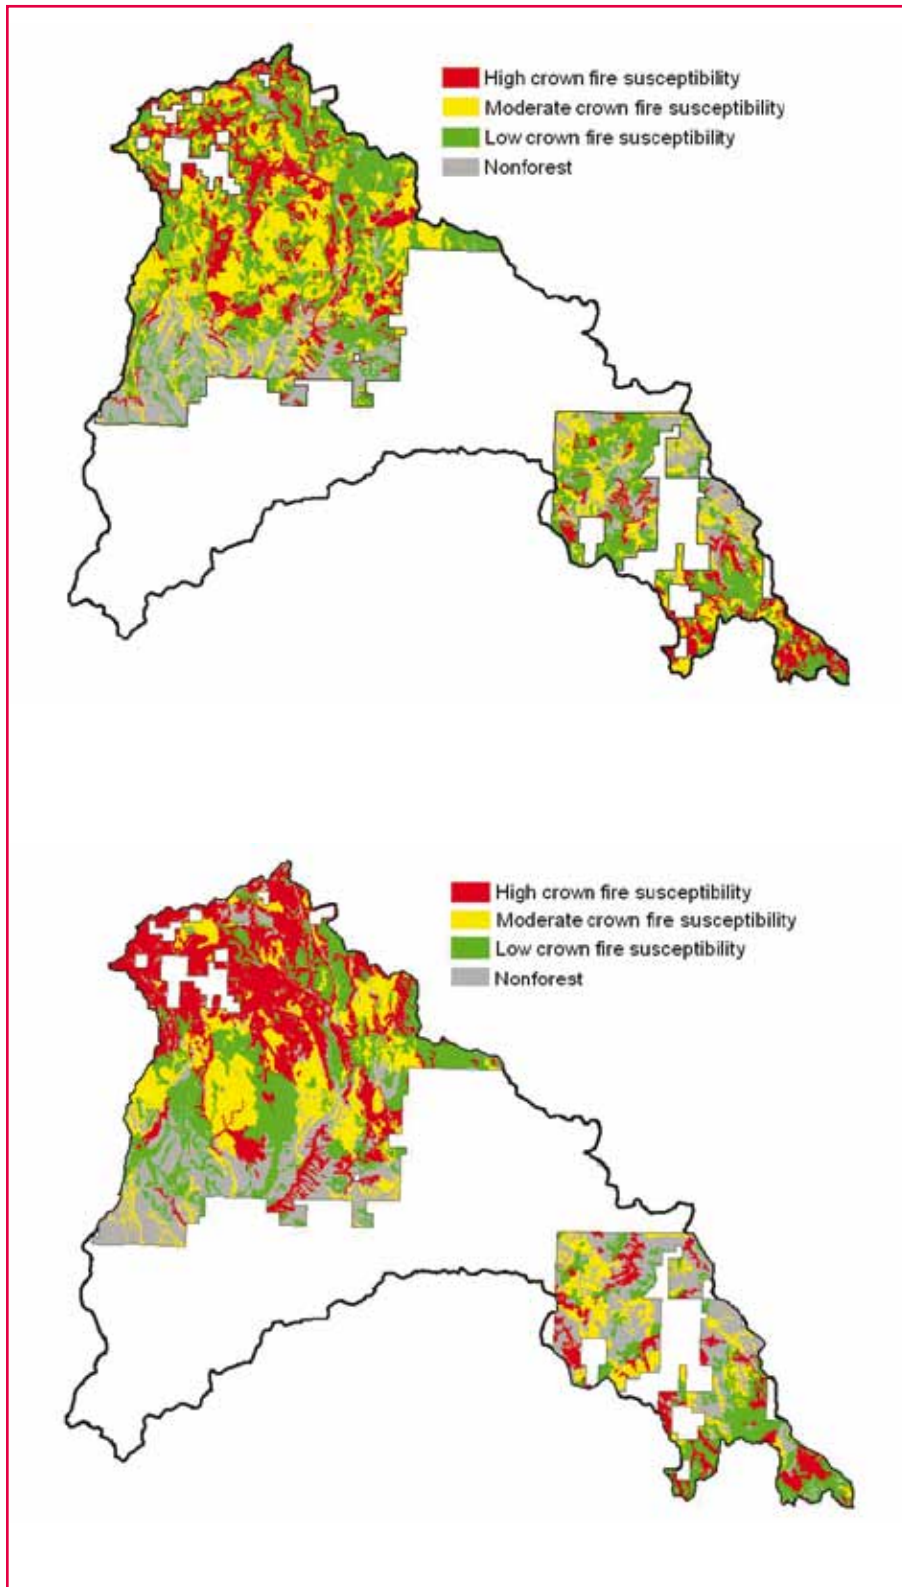 High crown fire susceptibility
Moderate crown fire susceptibility
Low crown fire susceptibility
Nonforest
High crown fire susceptibility
Moderate crown fire susceptibility
Low crown fire susceptibility
Nonforest